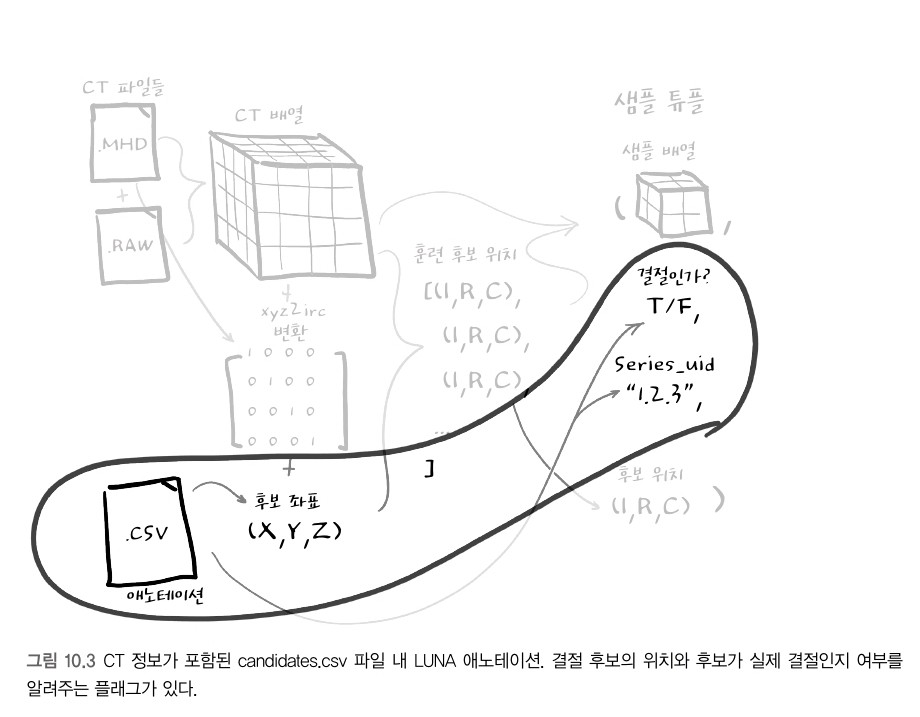 CT 파일들
.MHD
+
.RAW
CT 배열
+
xyz2irc
변환
1 0 0 0
0 1 0 0
0 0 1 0
0 0 0 1
+
훈련 후보 위치
[(I,R,C),
(I,R,C),
(I,R,C),
...
]
샘플 튜플
샘플 배열
( ,
결절인가?
T/F,
Series_uid
“1.2.3”,
후보 위치
(I,R,C) )
.CSV
애노테이션
후보 좌표
(X,Y,Z)
그림 10.3 CT 정보가 포함된 candidates.csv 파일 내 LUNA 애노테이션. 결절 후보의 위치와 후보가 실제 결절인지 여부를
알려주는 플래그가 있다.